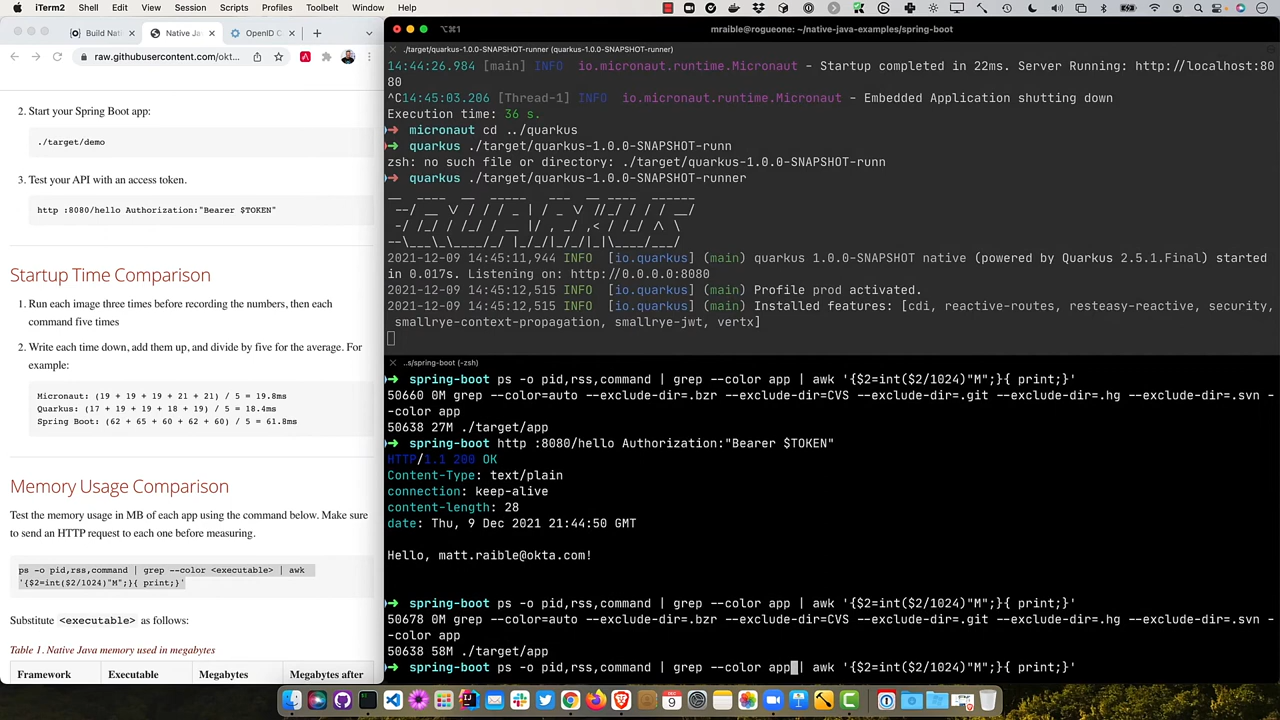 iTerm2 Shell Edit View Session Scripts Profiles Toolbelt Window Help
Build Nati
Native Jav
OpenID C
raw.githubusercontent.com/okt...
2. Start your Spring Boot app:
./target/demo
3. Test your API with an access token.
http :8080/hello Authorization:"Bearer $TOKEN"
Startup Time Comparison
1. Run each image three times before recording the numbers, then each
command five times
2. Write each time down, add them up, and divide by five for the average. For
example:
Micronaut: (19 + 19 + 19 + 21 + 21) / 5 = 19.8ms
Quarkus: (17 + 19 + 19 + 18 + 19) / 5 = 18.4ms
Spring Boot: (62 + 65 + 60 + 62 + 60) / 5 = 61.8ms
Memory Usage Comparison
Test the memory usage in MB of each app using the command below. Make sure
to send an HTTP request to each one before measuring.
ps -o pid,rss,command | grep --color <executable> | awk
'{$2=int($2/1024)"M";}{ print;}'
Substitute <executable> as follows:
Table 1. Native Java memory used in megabytes
Framework Executable Megabytes Megabytes after
⌥⌘1
mraible@rogueone: ~/native-java-examples/spring-boot
./target/quarkus-1.0.0-SNAPSHOT-runner (quarkus-1.0.0-SNAPSHOT-runner)
14:44:26.984 [main] INFO io.micronaut.runtime.Micronaut - Startup completed in 22ms. Server Running: http://localhost:80
80
^C14:45:03.206 [Thread-1] INFO io.micronaut.runtime.Micronaut - Embedded Application shutting down
Execution time: 36 s.
➜ micronaut cd ../quarkus
➜ quarkus ./target/quarkus-1.0.0-SNAPSHOT-runn
zsh: no such file or directory: ./target/quarkus-1.0.0-SNAPSHOT-runn
➜ quarkus ./target/quarkus-1.0.0-SNAPSHOT-runner
2021-12-09 14:45:11,944 INFO [io.quarkus] (main) quarkus 1.0.0-SNAPSHOT native (powered by Quarkus 2.5.1.Final) started
in 0.017s. Listening on: http://0.0.0.0:8080
2021-12-09 14:45:12,515 INFO [io.quarkus] (main) Profile prod activated.
2021-12-09 14:45:12,515 INFO [io.quarkus] (main) Installed features: [cdi, reactive-routes, resteasy-reactive, security,
smallrye-context-propagation, smallrye-jwt, vertx]
..s/spring-boot (-zsh)
➜ spring-boot ps -o pid,rss,command | grep --color app | awk '{$2=int($2/1024)"M";}{ print;}'
50660 0M grep --color=auto --exclude-dir=.bzr --exclude-dir=CVS --exclude-dir=.git --exclude-dir=.hg --exclude-dir=.svn -
-color app
50638 27M ./target/app
➜ spring-boot http :8080/hello Authorization:"Bearer $TOKEN"
HTTP/1.1 200 OK
Content-Type: text/plain
connection: keep-alive
content-length: 28
date: Thu, 9 Dec 2021 21:44:50 GMT
Hello, matt.raible@okta.com!
➜ spring-boot ps -o pid,rss,command | grep --color app | awk '{$2=int($2/1024)"M";}{ print;}'
50678 0M grep --color=auto --exclude-dir=.bzr --exclude-dir=CVS --exclude-dir=.git --exclude-dir=.hg --exclude-dir=.svn -
-color app
50638 58M ./target/app
➜ spring-boot ps -o pid,rss,command | grep --color app | awk '{$2=int($2/1024)"M";}{ print;}'